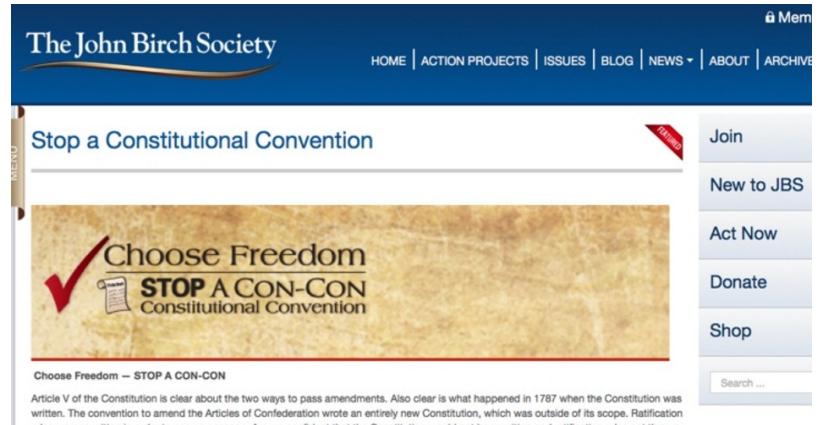 Mem
The John Birch Society
HOME | ACTION PROJECTS | ISSUES | BLOG | NEWS | ABOUT | ARCHIVE
MENU
Stop a Constitutional Convention
FEATURED
Join
New to JBS
Act Now
Donate
Shop
Search ...
Choose Freedom
STOP A CON-CON
Constitutional Convention
Choose Freedom — STOP A CON-CON
Article V of the Constitution is clear about the two ways to pass amendments. Also clear is what happened in 1787 when the Constitution was
written. The convention to amend the Articles of Confederation wrote an entirely new Constitution, which was outside of its scope. Ratification